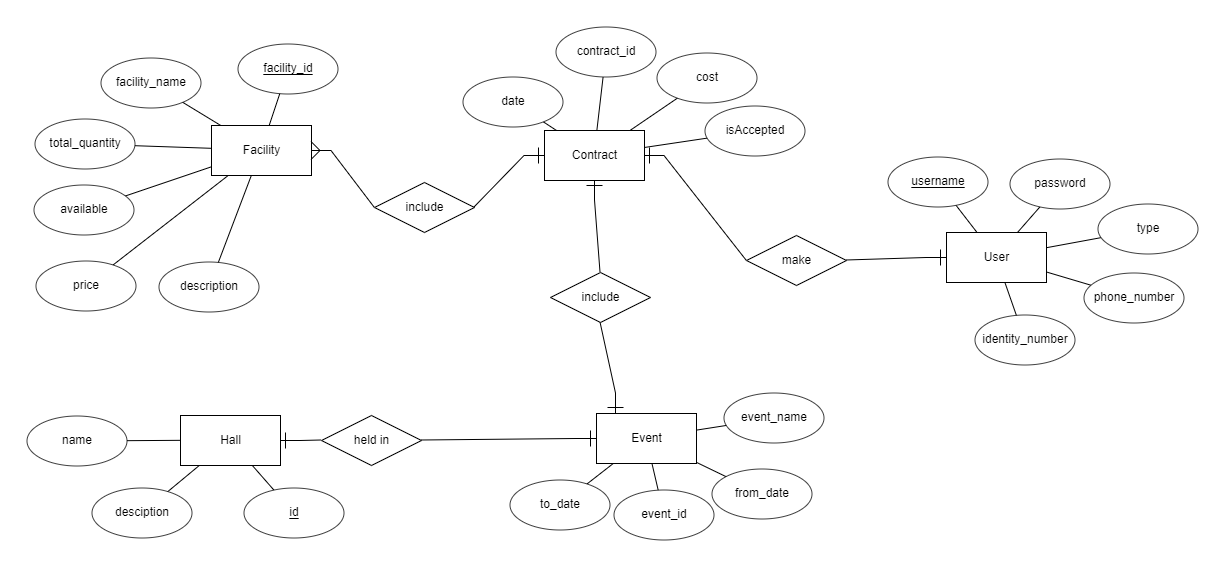 contract_id
facility_id
cost
facility_name
date
isAccepted
total_quantity
Facility
Contract
username
password
available
include
type
User
make
price
description
include
phone_number
identity_number
event_name
name
Hall
held in
Event
from_date
to_date
desciption
id
event_id